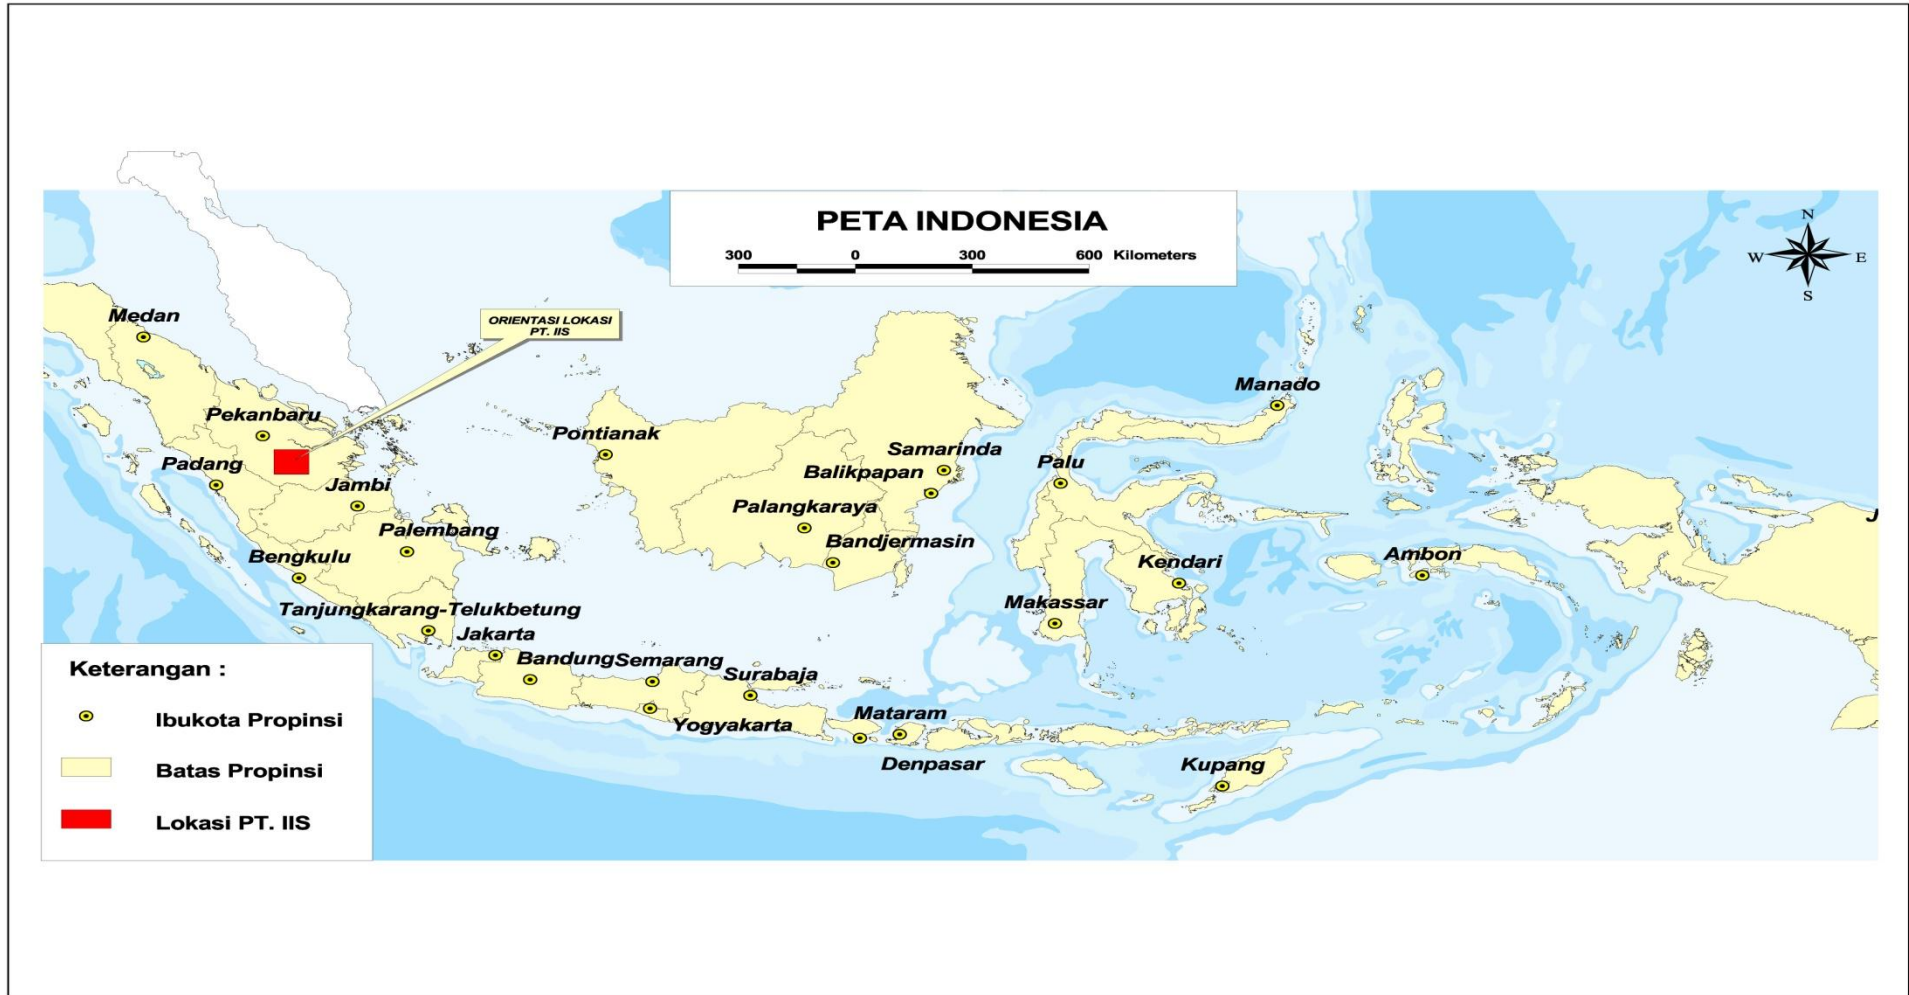 PETA INDONESIA
300 0 300 600 Kilometers
N
W E
S
ORIENTASI LOKASI
PT. IIS
Medan
Pekanbaru
Padang
Jambi
Palembang
Bengkulu
Tanjungkarang-Telukbetung
Jakarta
Bandung
Semarang
Surabaja
Yogyakarta
Mataram
Denpasar
Kupang
Pontianak
Samarinda
Balikpapan
Palangkaraya
Bandjermasin
Manado
Palu
Kendari
Makassar
Ambon
J
Keterangan :
Ibukota Propinsi
Batas Propinsi
Lokasi PT. IIS